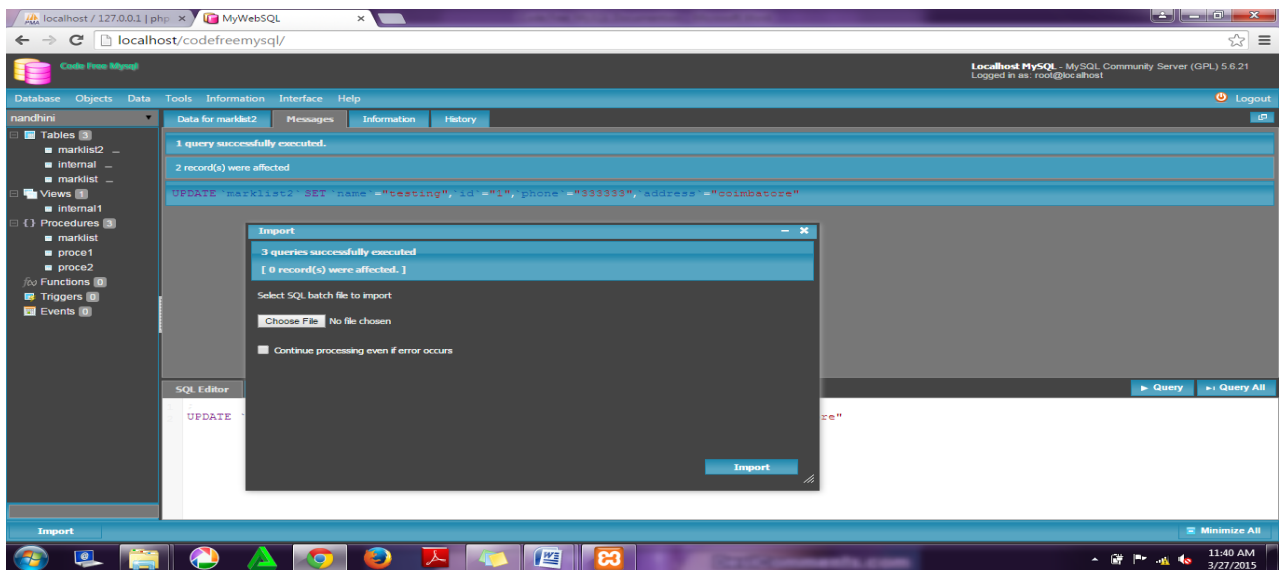 localhost / 127.0.0.1 | php
MyWebSQL
localhost/codefreemysql/
Code Free Mysql
Localhost MySQL - MySQL Community Server (GPL) 5.6.21
Logged in as: root@localhost
Database Objects Data Tools Information Interface Help
Logout
nandhini
Data for marklist2 Messages Information History
Tables 3
marklist2
internal
marklist
Views 1
internal1
{} Procedures 3
marklist
proce1
proce2
Functions 0
Triggers 0
Events 0
1 query successfully executed.
2 record(s) were affected
UPDATE `marklist2` SET `name`="testing",`id`="1",`phone`="333333",`address`="coimbatore"
Import
3 queries successfully executed
[ 0 record(s) were affected. ]
Select SQL batch file to import
Choose File No file chosen
Continue processing even if error occurs
Import
SQL Editor
Query Query All
UPDATE ` re"
Import
Minimize All
11:40 AM
3/27/2015